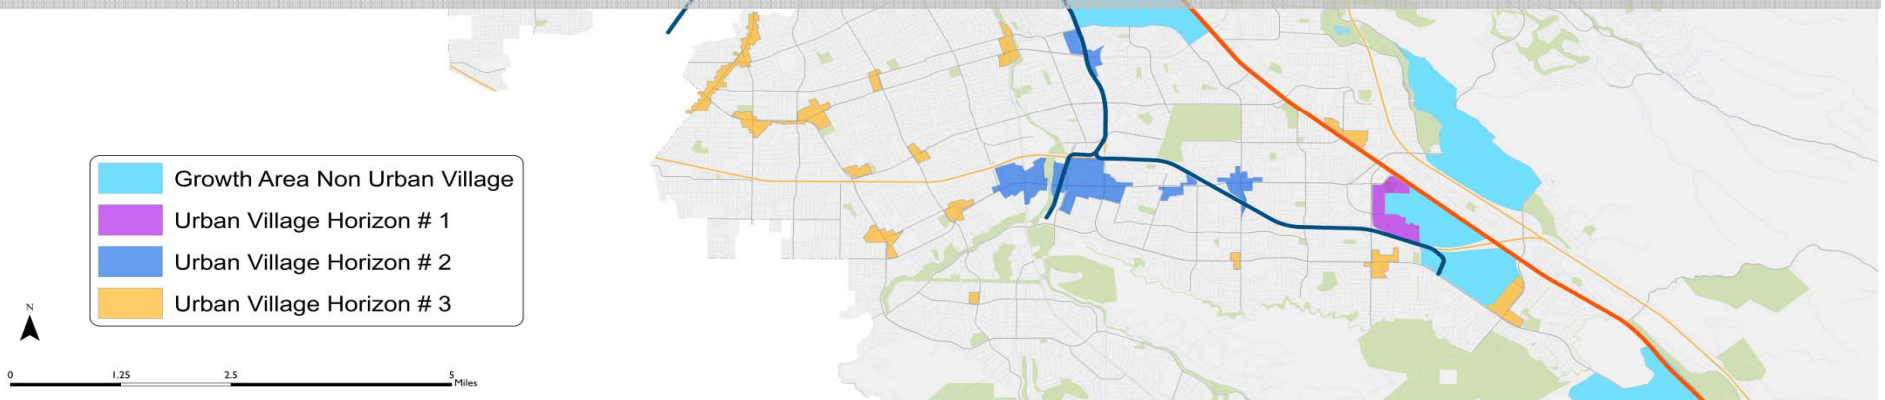 Growth Area Non Urban Village
Urban Village Horizon # 1
Urban Village Horizon # 2
Urban Village Horizon # 3
N
0 1.25 2.5 5
Miles